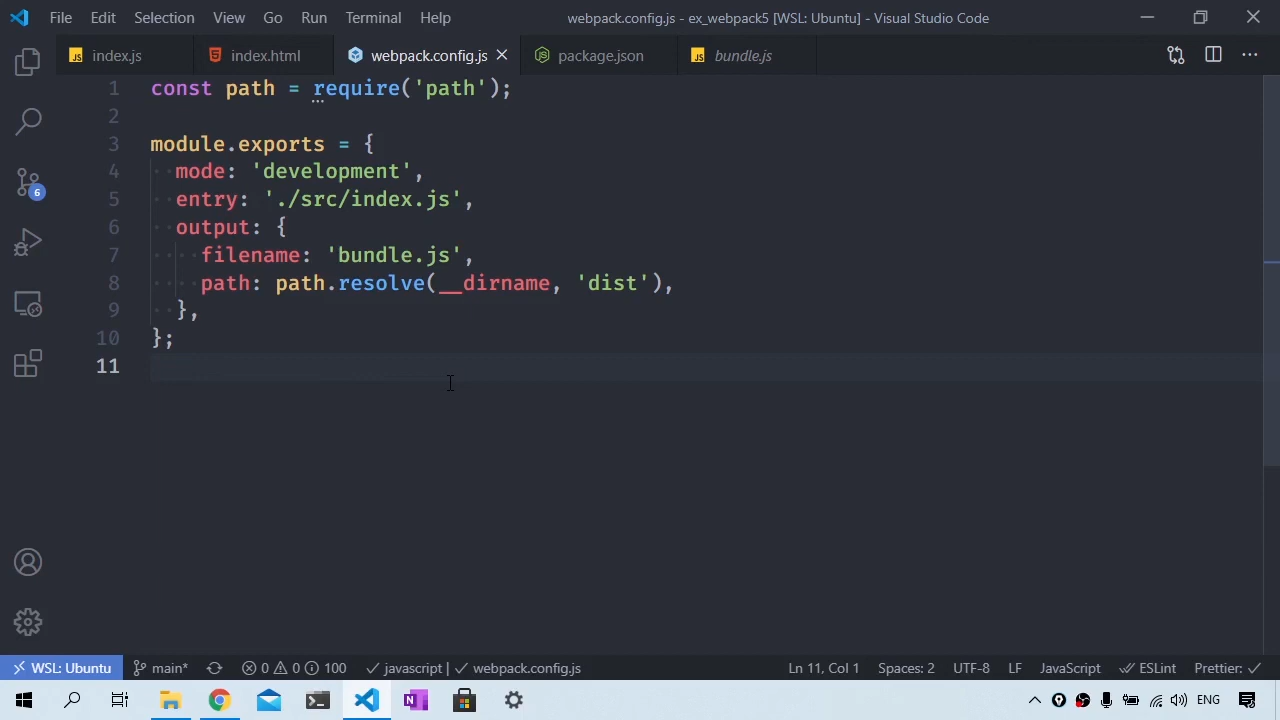 File Edit Selection View Go Run Terminal Help webpack.config.js - ex_webpack5 [WSL: Ubuntu] - Visual Studio Code
JS index.js index.html webpack.config.js package.json JS bundle.js
1 const path = require('path');
2
3 module.exports = {
4 mode: 'development',
5 entry: './src/index.js',
6 output: {
7 filename: 'bundle.js',
8 path: path.resolve(__dirname, 'dist'),
9 },
10 };
11
6
WSL: Ubuntu main* 0 0 100 javascript | webpack.config.js Ln 11, Col 1 Spaces: 2 UTF-8 LF JavaScript ESLint Prettier:
ENG